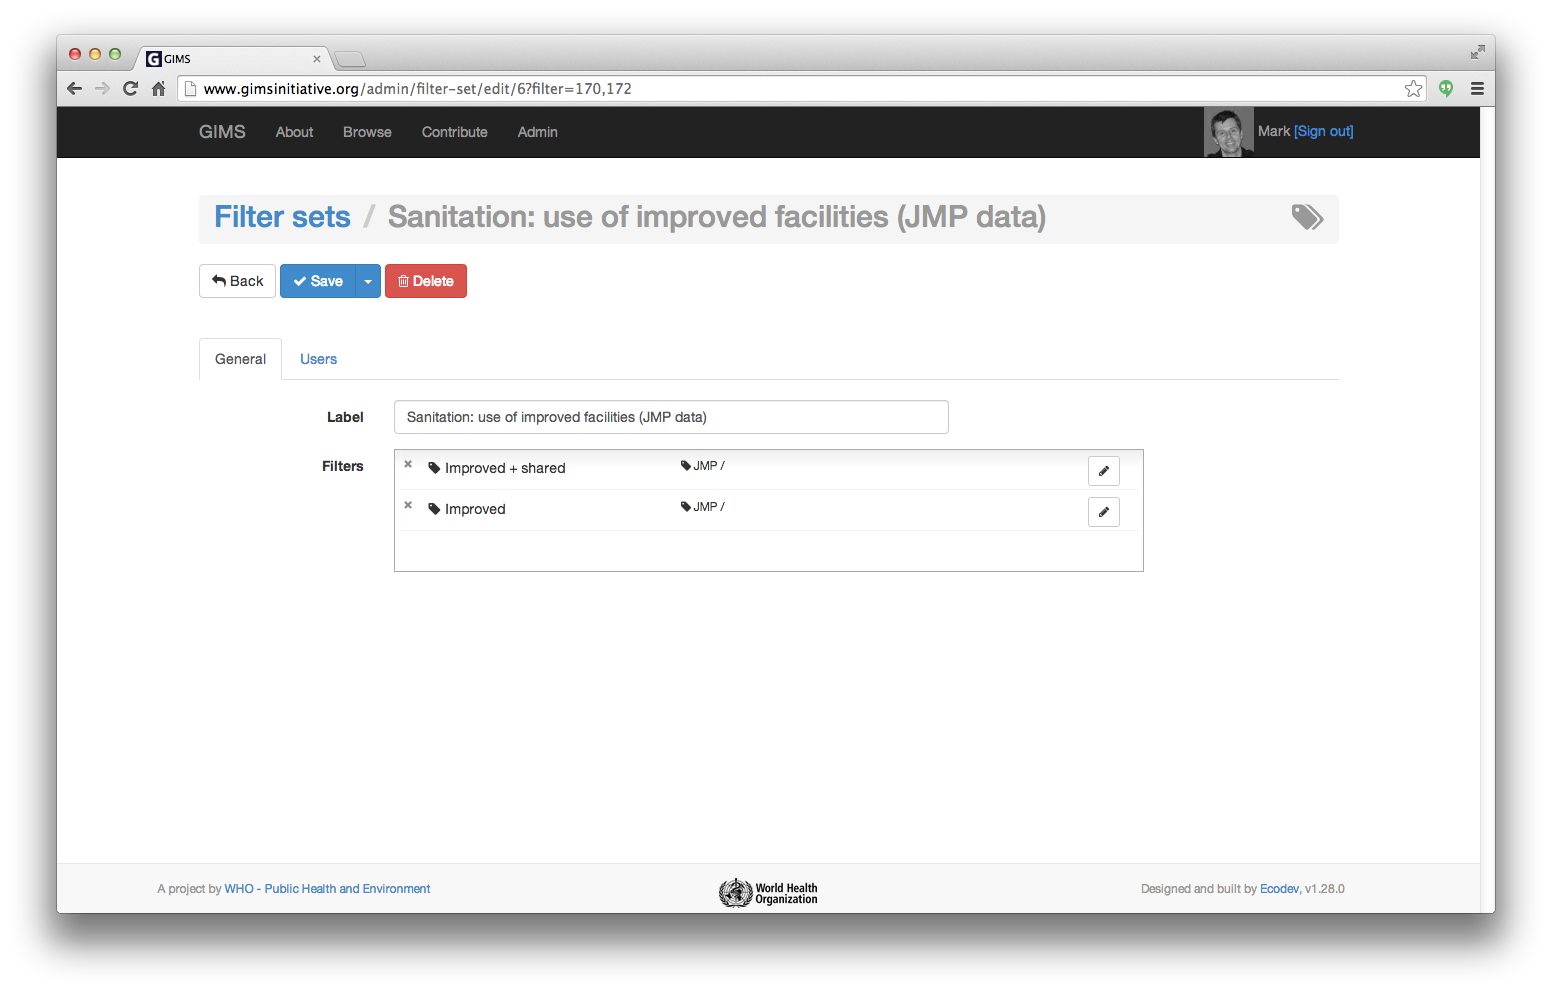 GIMS
www.gimsinitiative.org/admin/filter-set/edit/6?filter=170,172
GIMS About Browse Contribute Admin Mark [Sign out]
Filter sets / Sanitation: use of improved facilities (JMP data)
Back Save Delete
General Users
Label Sanitation: use of improved facilities (JMP data)
Filters × Improved + shared JMP /
× Improved JMP /
A project by WHO - Public Health and Environment World Health Organization Designed and built by Ecodev, v1.28.0